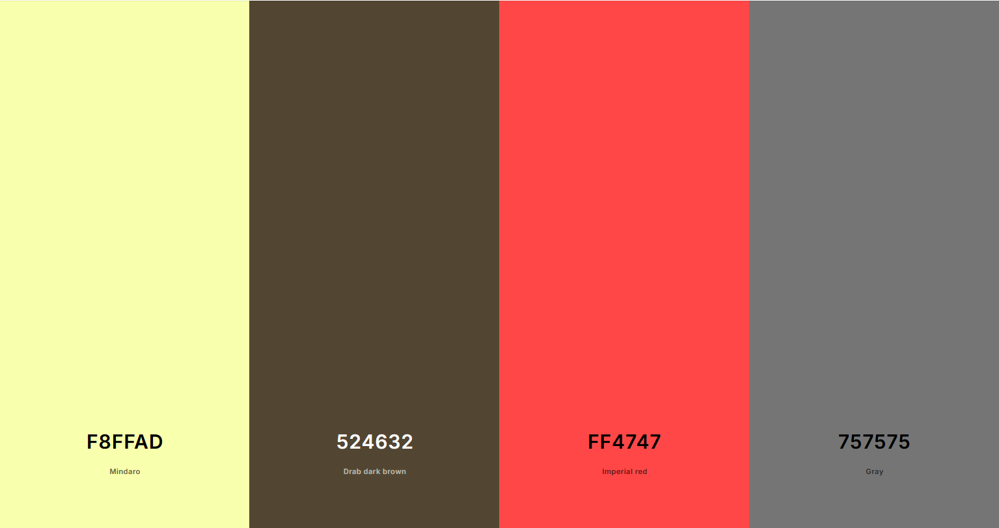 F8FFAD
Mindaro
524632
Drab dark brown
FF4747
Imperial red
757575
Gray